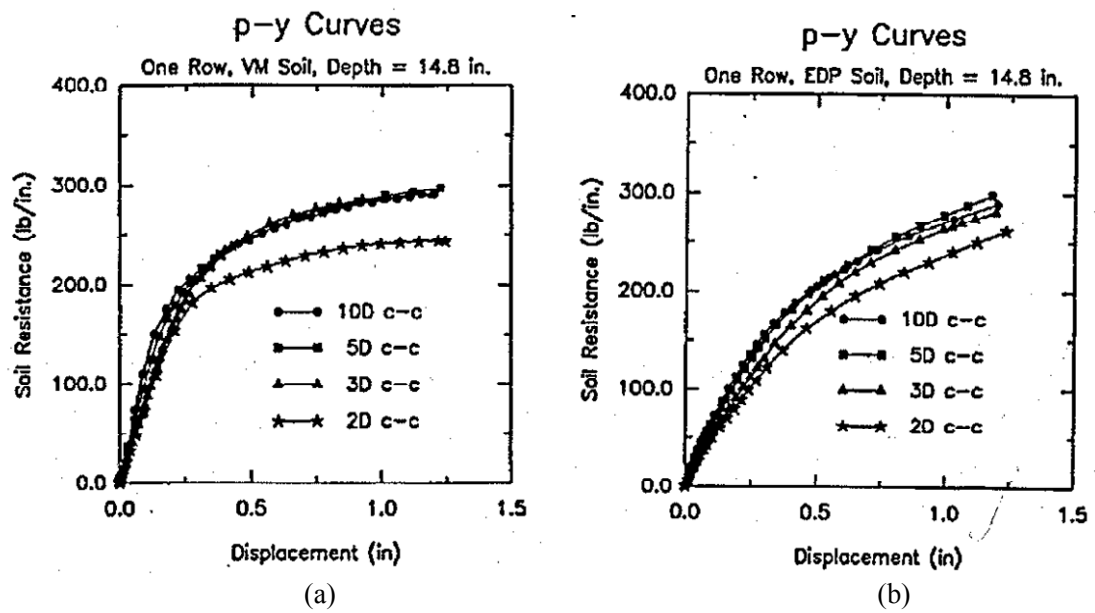 p-y Curves
One Row, VM Soil, Depth = 14.8 in.
400.0
300.0
200.0
100.0
0.0
Soil Resistance (lb/in.)
10D c-c
5D c-c
3D c-c
2D c-c
0.0 0.5 1.0 1.5
Displacement (in)
(a)
p-y Curves
One Row, EDP Soil, Depth = 14.8 in.
400.0
300.0
200.0
100.0
0.0
Soil Resistance (lb/in.)
10D c-c
5D c-c
3D c-c
2D c-c
0.0 0.5 1.0 1.5
Displacement (in)
(b)